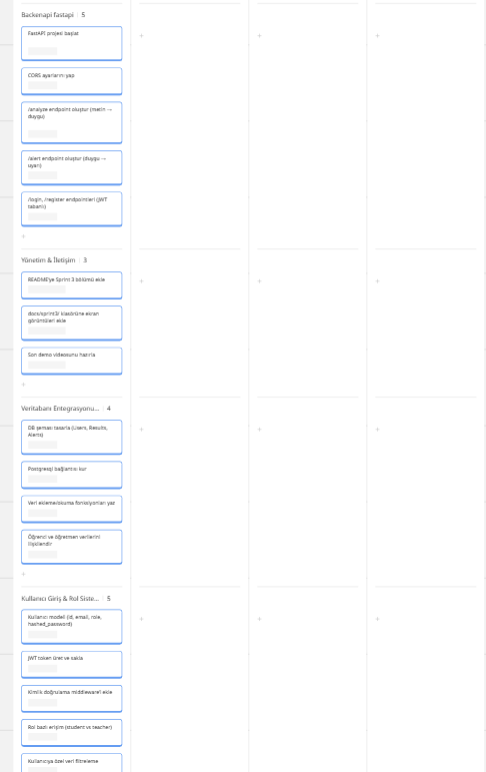 Backenapi fastapi 5
FastAPI projesi başlat
+
+
+
CORS ayarlarını yap
/analyze endpoint oluştur (metin →
duygu)
/alert endpoint oluştur (duygu →
uyarı)
/login, /register endpointleri (JWT
tabanlı)
+
Yönetim & İletişim 3
README'ye Sprint 3 bölümü ekle
+
+
+
docs/sprint3/ klasörüne ekran
görüntüleri ekle
Son demo videosunu hazırla
+
Veritabanı Entegrasyonu... 4
DB şeması tasarla (Users, Results,
Alerts)
+
+
+
Postgresql bağlantısı kur
Veri ekleme/okuma fonksiyonları yaz
Öğrenci ve öğretmen verilerini
ilişkilendir
+
Kullanıcı Giriş & Rol Siste... 5
Kullanıcı modeli (id, email, role,
hashed_password)
+
+
+
JWT token üret ve sakla
Kimlik doğrulama middleware'i ekle
Rol bazlı erişim (student vs teacher)
Kullanıcıya özel veri filtreleme